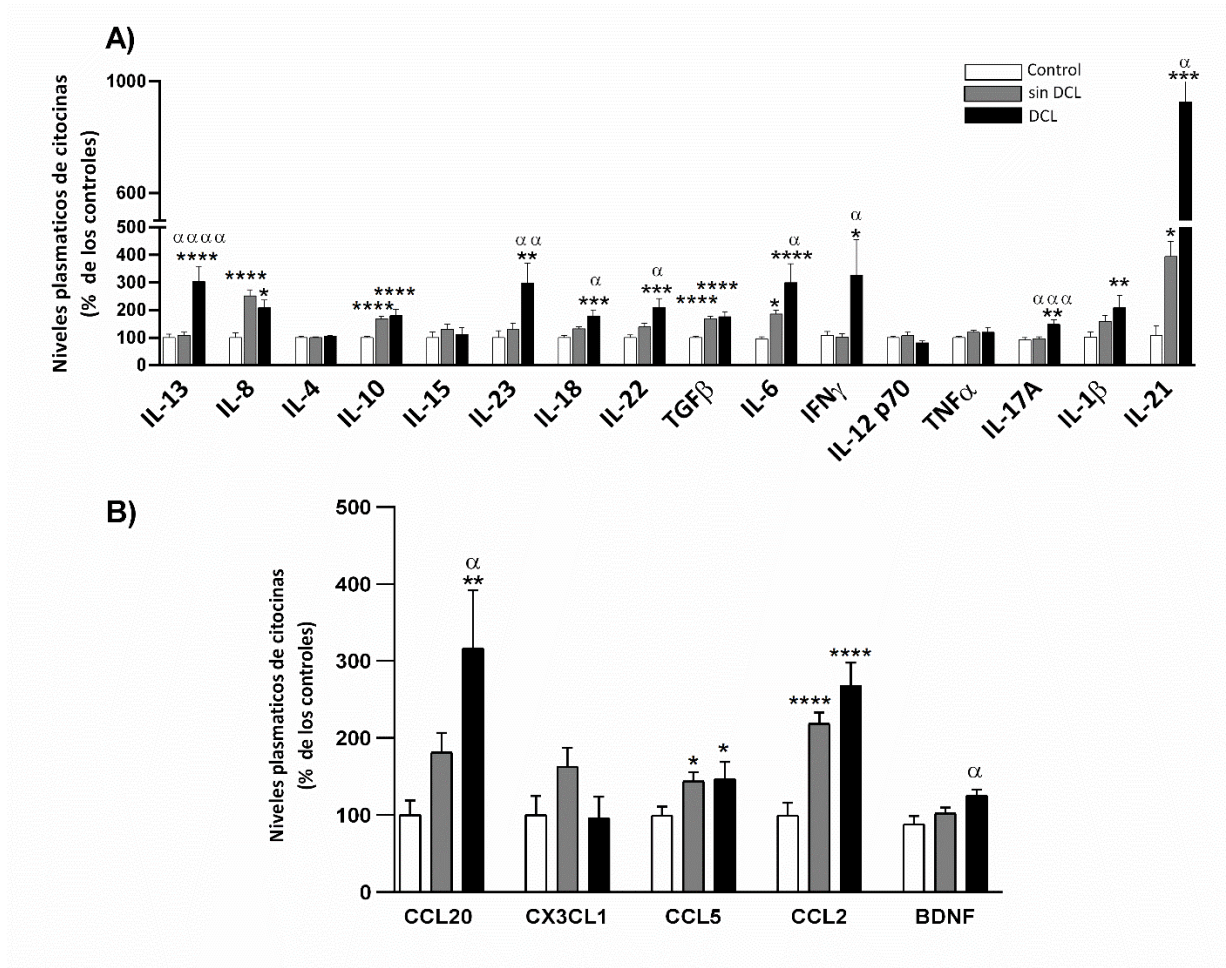 A)
Niveles plasmaticos de citocinas
(% de los controles)
1000
600
500
400
300
200
100
0
Control
sin DCL
DCL
α α α α
****
****
*
****
****
α α
**
α
***
α
***
****
****
*
α
****
α
*
α α α
**
**
*
α
***
IL-13
IL-8
IL-4
IL-10
IL-15
IL-23
IL-18
IL-22
TGFβ
IL-6
IFNγ
IL-12 p70
TNFα
IL-17A
IL-1β
IL-21
B)
Niveles plasmaticos de citocinas
(% de los controles)
500
400
300
200
100
0
α
**
*
*
****
****
α
CCL20
CX3CL1
CCL5
CCL2
BDNF